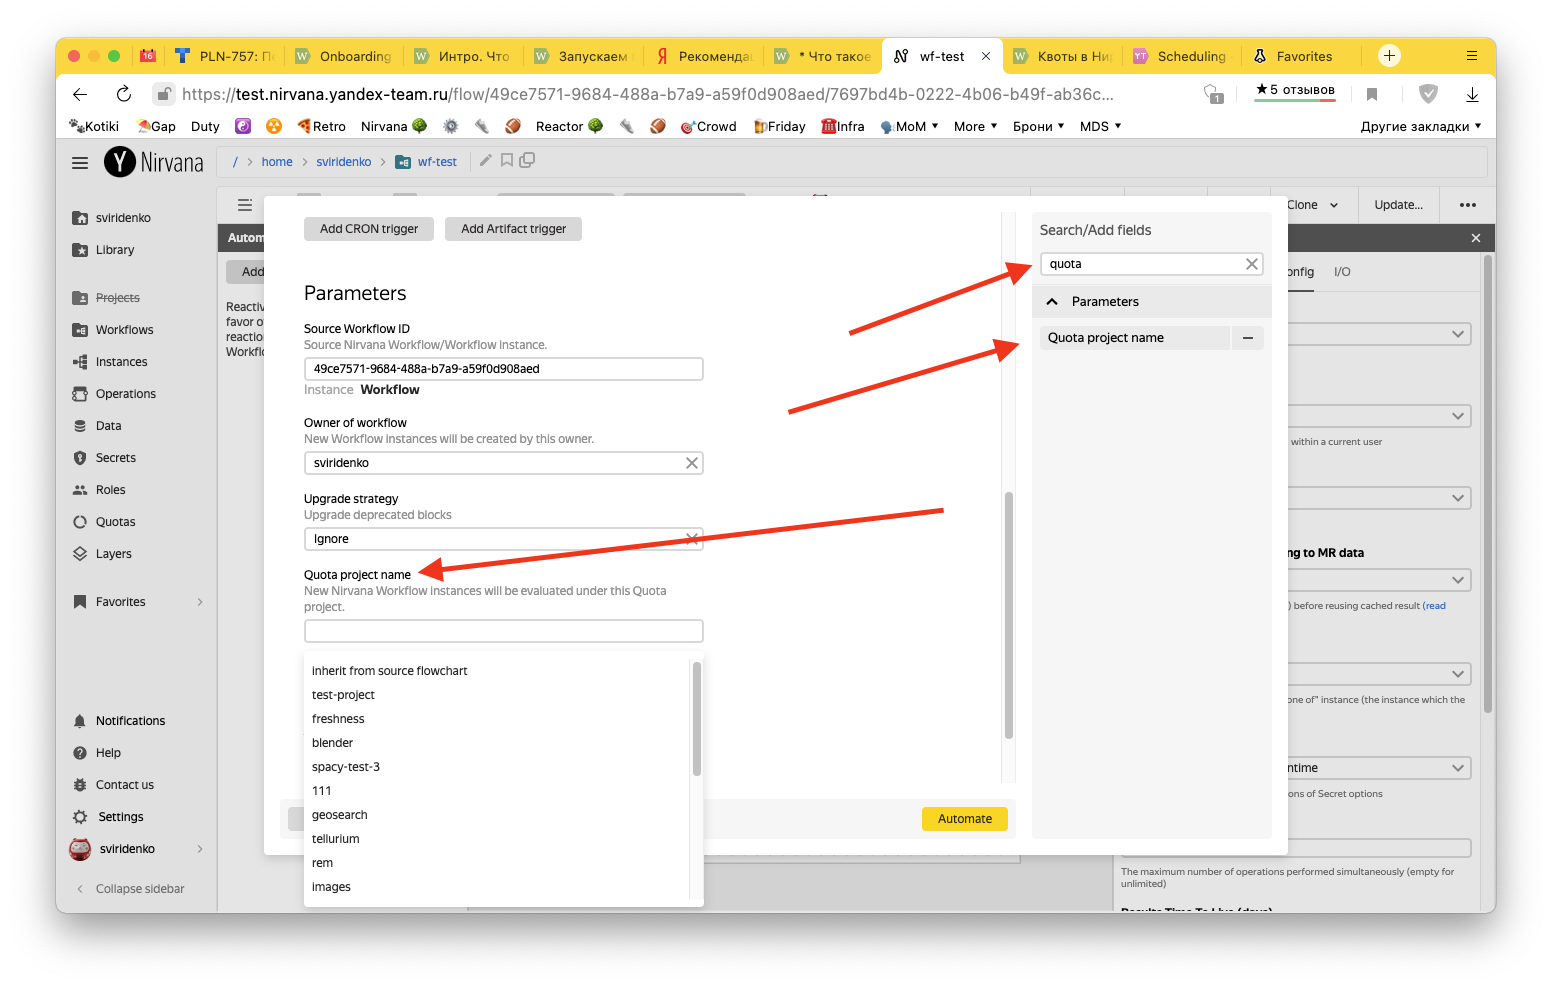 16
PLN-757: П
Onboarding
Интро. Что
Запускаем
Рекоменда
* Что такое
wf-test
Квоты в Ни
YT
Scheduling
Favorites
https://test.nirvana.yandex-team.ru/flow/49ce7571-9684-488a-b7a9-a59f0d908aed/7697bd4b-0222-4b06-b49f-ab36c...
1
★5 отзывов
Kotiki
Gap
Duty
Retro
Nirvana
Reactor
Crowd
Friday
Infra
MoM
More
Брони
MDS
Другие закладки
Nirvana
/ > home > sviridenko > wf-test
sviridenko
Library
Projects
Workflows
Instances
Operations
Data
Secrets
Roles
Quotas
Layers
Favorites
Notifications
Help
Contact us
Settings
sviridenko
Collapse sidebar
Autom
Add
Reactiv
favor o
reaction
Workflo
Add CRON trigger
Add Artifact trigger
Parameters
Source Workflow ID
Source Nirvana Workflow/Workflow instance.
49ce7571-9684-488a-b7a9-a59f0d908aed
Instance Workflow
Owner of workflow
New Workflow instances will be created by this owner.
sviridenko
Upgrade strategy
Upgrade deprecated blocks
Ignore
Quota project name
New Nirvana Workflow instances will be evaluated under this Quota
project.
inherit from source flowchart
test-project
freshness
blender
spacy-test-3
111
geosearch
tellurium
rem
images
Automate
Search/Add fields
quota
Parameters
Quota project name
Clone
Update...
onfig
I/O
within a current user
ng to MR data
) before reusing cached result (read
one of" instance (the instance which the
ntime
ons of Secret options
The maximum number of operations performed simultaneously (empty for
unlimited)
Results Time To Live (days)